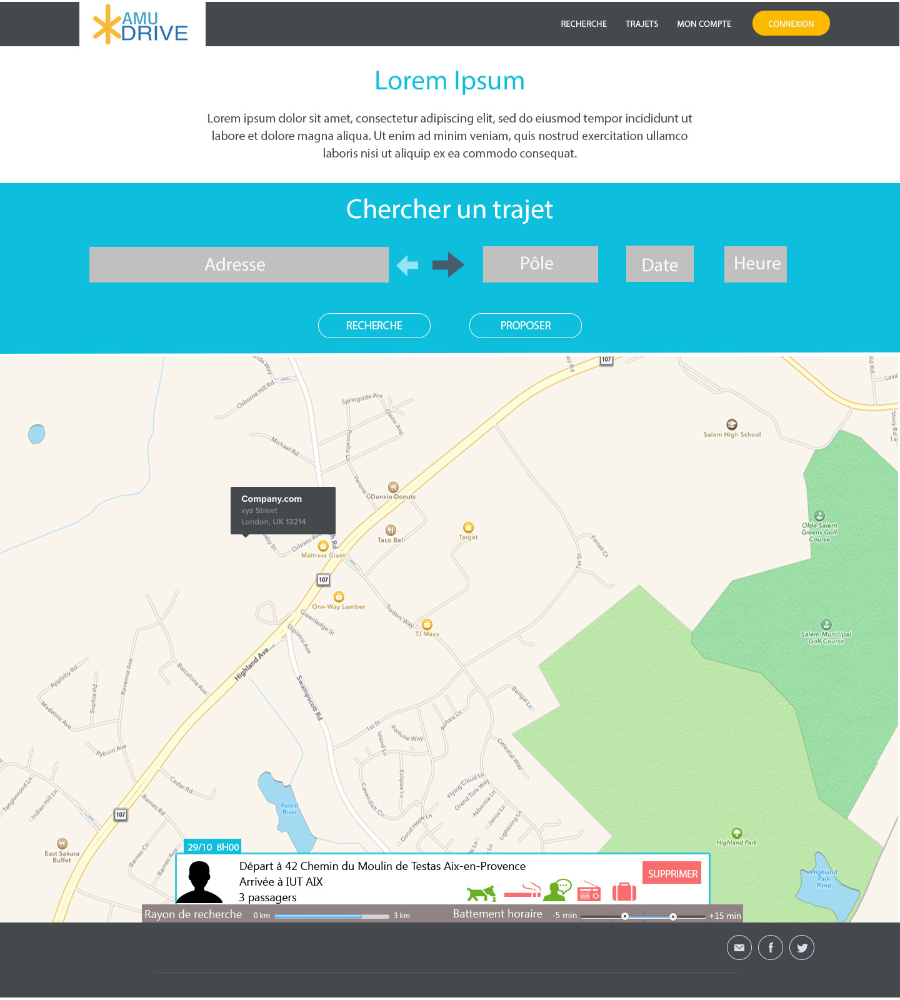 AMU
DRIVE
RECHERCHE TRAJETS MON COMPTE CONNEXION
Lorem Ipsum
Lorem ipsum dolor sit amet, consectetur adipiscing elit, sed do eiusmod tempor incididunt ut
labore et dolore magna aliqua. Ut enim ad minim veniam, quis nostrud exercitation ullamco
laboris nisi ut aliquip ex ea commodo consequat.
Chercher un trajet
Adresse Pôle Date Heure
RECHERCHE PROPOSER
107
Osborne Hill Rd
Springside Ave
Glenn Ave
Porcello Ln
Michael Rd
Salem High School
Verona
Dunkin Donuts
Company.com
xyz Street
London, UK 13214
Taco Bell
Target
Orleans Ave
Mattress Giant
Farrell Ct
1st St
Olde Salem
Greens Golf
Course
107
One-Way Lumber
Greenledge St
Traders Way
TJ Maxx
Dipietro Ave
Salem Municipal
Golf Course
Highland Ave
Appleby Rd
Ravenna Ave
Barcelona Ave
Sophia Rd
Madeline Ave
Swampscott Rd
Bengal Ln
Aurora Ln
1st St
Fortune Way
Island Ln
Celestial Way
Pyburn Ave
Cedar Rd
Eclipse Ln
Flying Cloud Ln
Grand Turk Way
Hibernia Ln
Janus Ln
Lightning Ln
Cavendish Cir
Good Hope Ln
Tanglewood Ln
Indian Hill Ln
Barnes Rd
107
Forest
River
East Sakura
Buffet
Barnes Cir
Barnes Ave
Highland Park
Highland
Park
Pond
29/10 8H00
Départ à 42 Chemin du Moulin de Testas Aix-en-Provence
SUPPRIMER
Arrivée à IUT AIX
3 passagers
Rayon de recherche 0 km 3 km Battement horaire -5 min +15 min